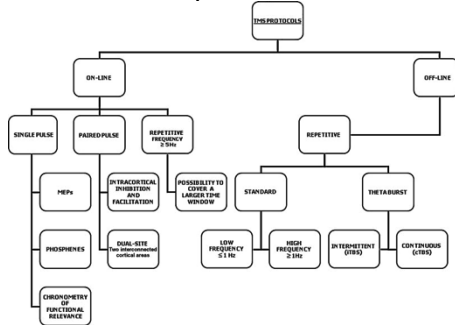 TMS PROTOCOLS
ON-LINE
OFF-LINE
SINGLE PULSE
PAIRED PULSE
REPETITIVE
FREQUENCY
≥ 5Hz
REPETITIVE
MEPs
INTRACORTICAL
INHIBITION AND
FACILITATION
POSSIBILITY TO
COVER A
LARGER TIME
WINDOW
STANDARD
THETA BURST
PHOSPHENES
DUAL-SITE
Two interconnected
cortical areas
LOW
FREQUENCY
≤ 1 Hz
HIGH
FREQUENCY
≥ 1Hz
INTERMITTENT
(iTBS)
CONTINUOUS
(cTBS)
CHRONOMETRY
OF
FUNCTIONAL
RELEVANCE